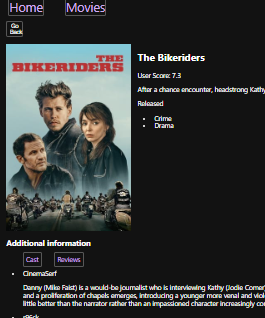 Home Movies
Go
Back
THE
BIKERIDERS
The Bikeriders
User Score: 7.3
After a chance encounter, headstrong Kathy
Released
Crime
Drama
Additional information
Cast Reviews
CinemaSerf
Danny (Mike Faist) is a would-be journalist who is interviewing Kathy (Jodie Comer)
and a proliferation of chapels emerges, introducing a younger more venal and viol
little better than the narrator rather than an impassioned character increasingly co